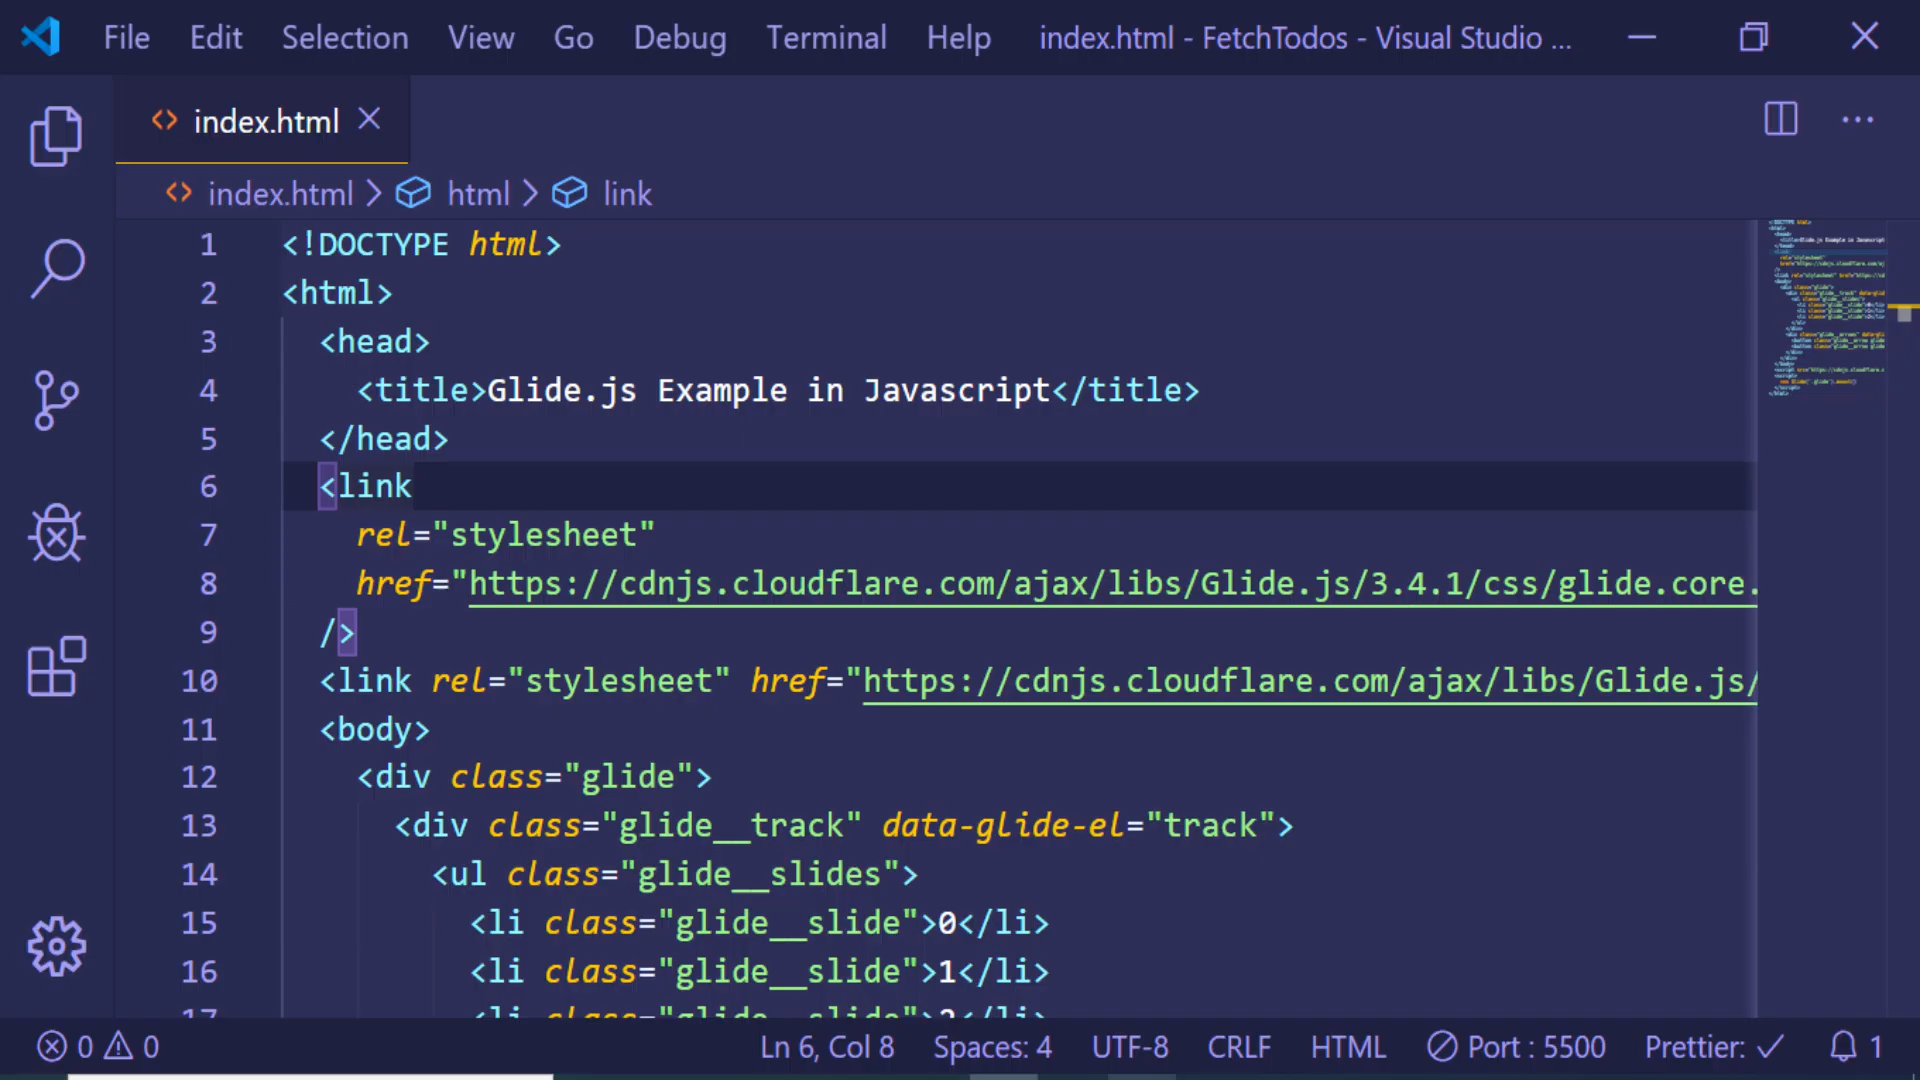 File Edit Selection View Go Debug Terminal Help index.html - FetchTodos - Visual Studio ...
index.html
index.html > html > link
1 <!DOCTYPE html>
2 <html>
3 <head>
4 <title>Glide.js Example in Javascript</title>
5 </head>
6 <link
7 rel="stylesheet"
8 href="https://cdnjs.cloudflare.com/ajax/libs/Glide.js/3.4.1/css/glide.core.
9 />
10 <link rel="stylesheet" href="https://cdnjs.cloudflare.com/ajax/libs/Glide.js/
11 <body>
12 <div class="glide">
13 <div class="glide__track" data-glide-el="track">
14 <ul class="glide__slides">
15 <li class="glide__slide">0</li>
16 <li class="glide__slide">1</li>
17 <li class="glide__slide">2</li>
0 0 Ln 6, Col 8 Spaces: 4 UTF-8 CRLF HTML Port : 5500 Prettier: ✓ 1